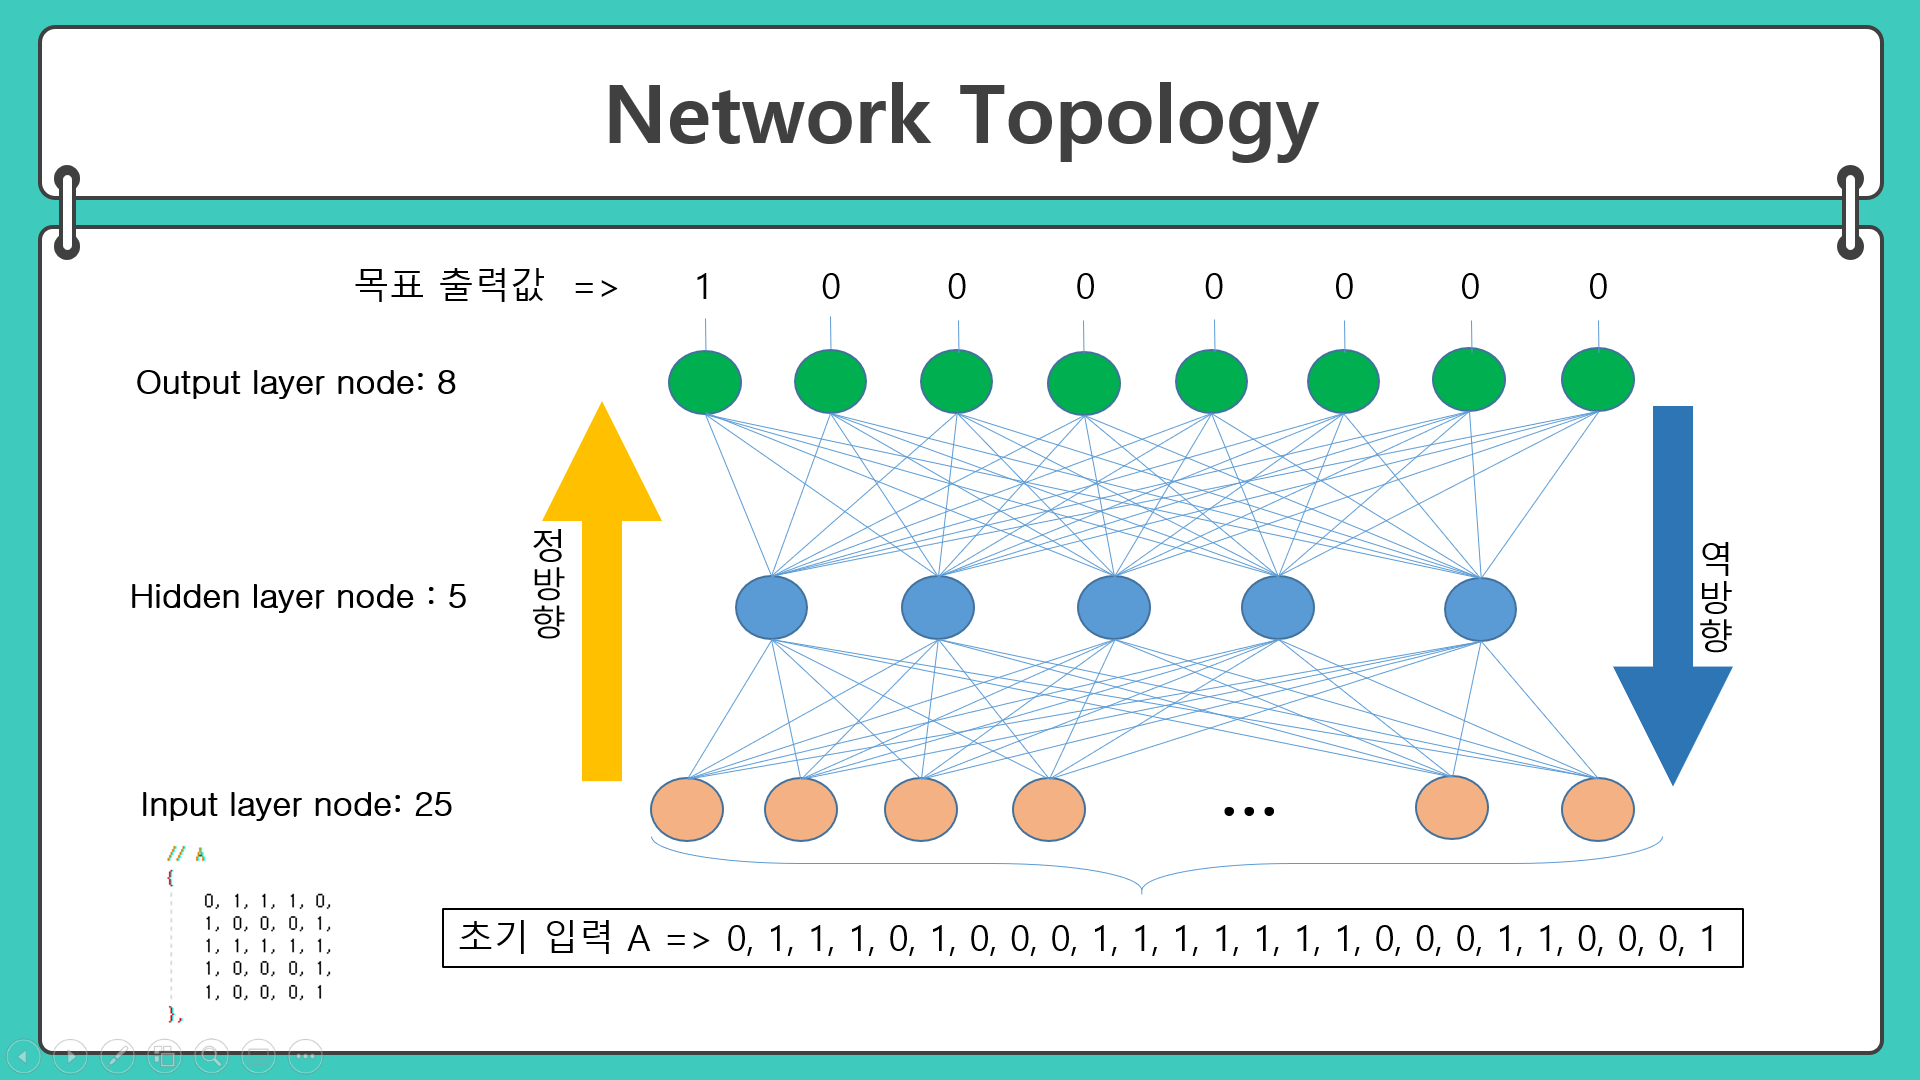 Network Topology
목표 출력값 => 1 0 0 0 0 0 0 0
Output layer node: 8
정방향
역방향
Hidden layer node : 5
Input layer node: 25
...
// A
{
0, 1, 1, 1, 0,
1, 0, 0, 0, 1,
1, 1, 1, 1, 1,
1, 0, 0, 0, 1,
1, 0, 0, 0, 1
},
초기 입력 A => 0, 1, 1, 1, 0, 1, 0, 0, 0, 1, 1, 1, 1, 1, 1, 1, 0, 0, 0, 1, 1, 0, 0, 0, 1